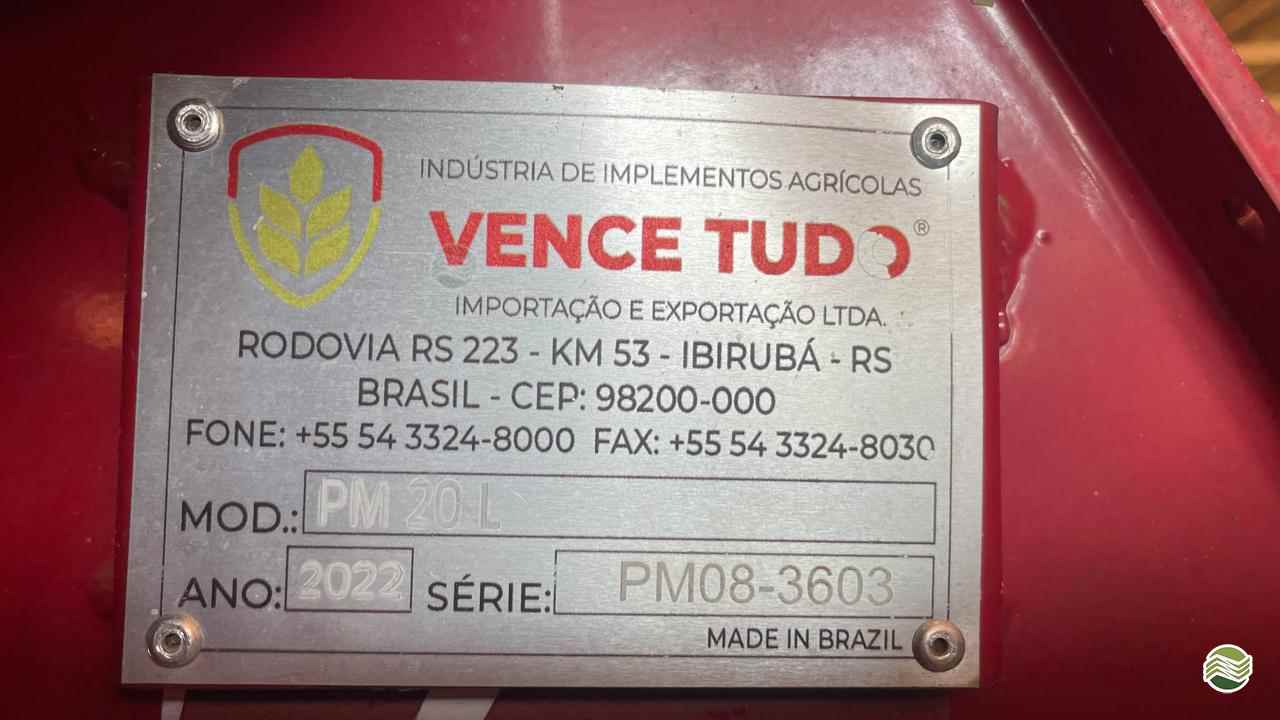 INDÚSTRIA DE IMPLEMENTOS AGRÍCOLAS
VENCE TUDO®
IMPORTAÇÃO E EXPORTAÇÃO LTDA.
RODOVIA RS 223 - KM 53 - IBIRUBÁ - RS
BRASIL - CEP: 98200-000
FONE: +55 54 3324-8000 FAX: +55 54 3324-8030
MOD.: PM 20 L
ANO: 2022 SÉRIE: PM08-3603
MADE IN BRAZIL